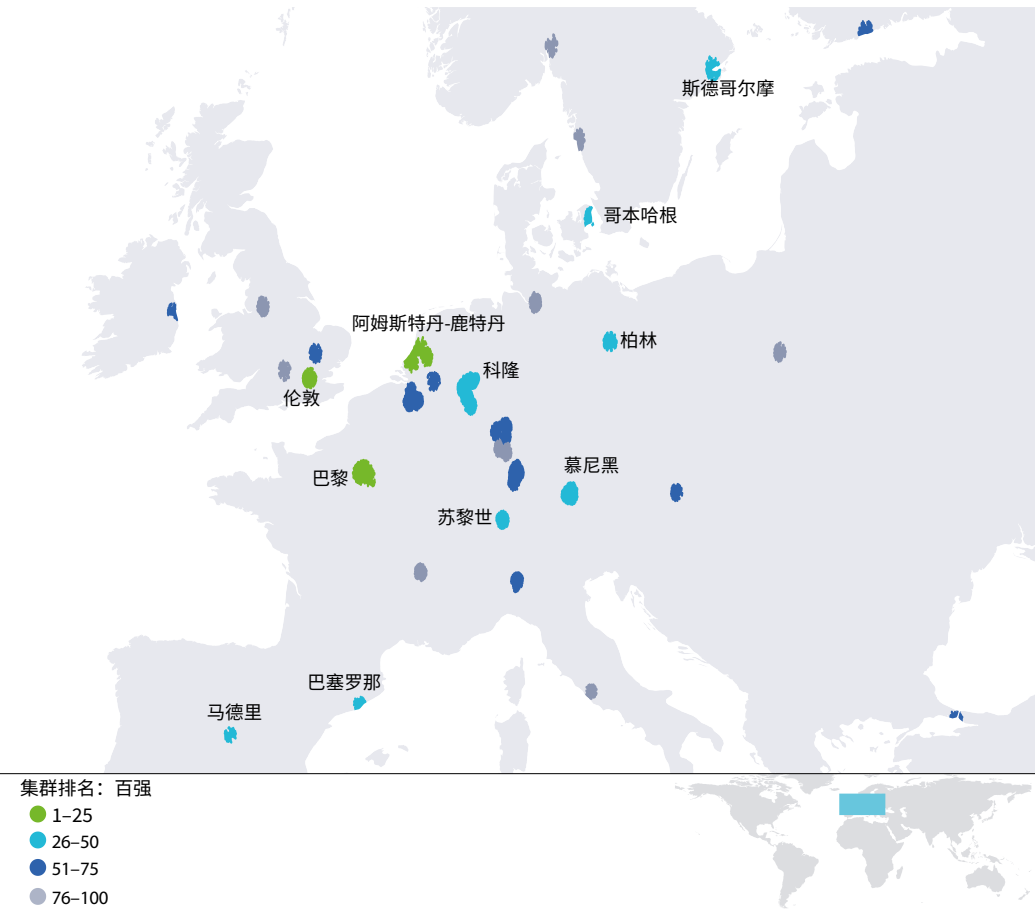 斯德哥尔摩
哥本哈根
阿姆斯特丹-鹿特丹
柏林
科隆
伦敦
慕尼黑
巴黎
苏黎世
巴塞罗那
马德里
集群排名：百强
1–25
26–50
51–75
76–100